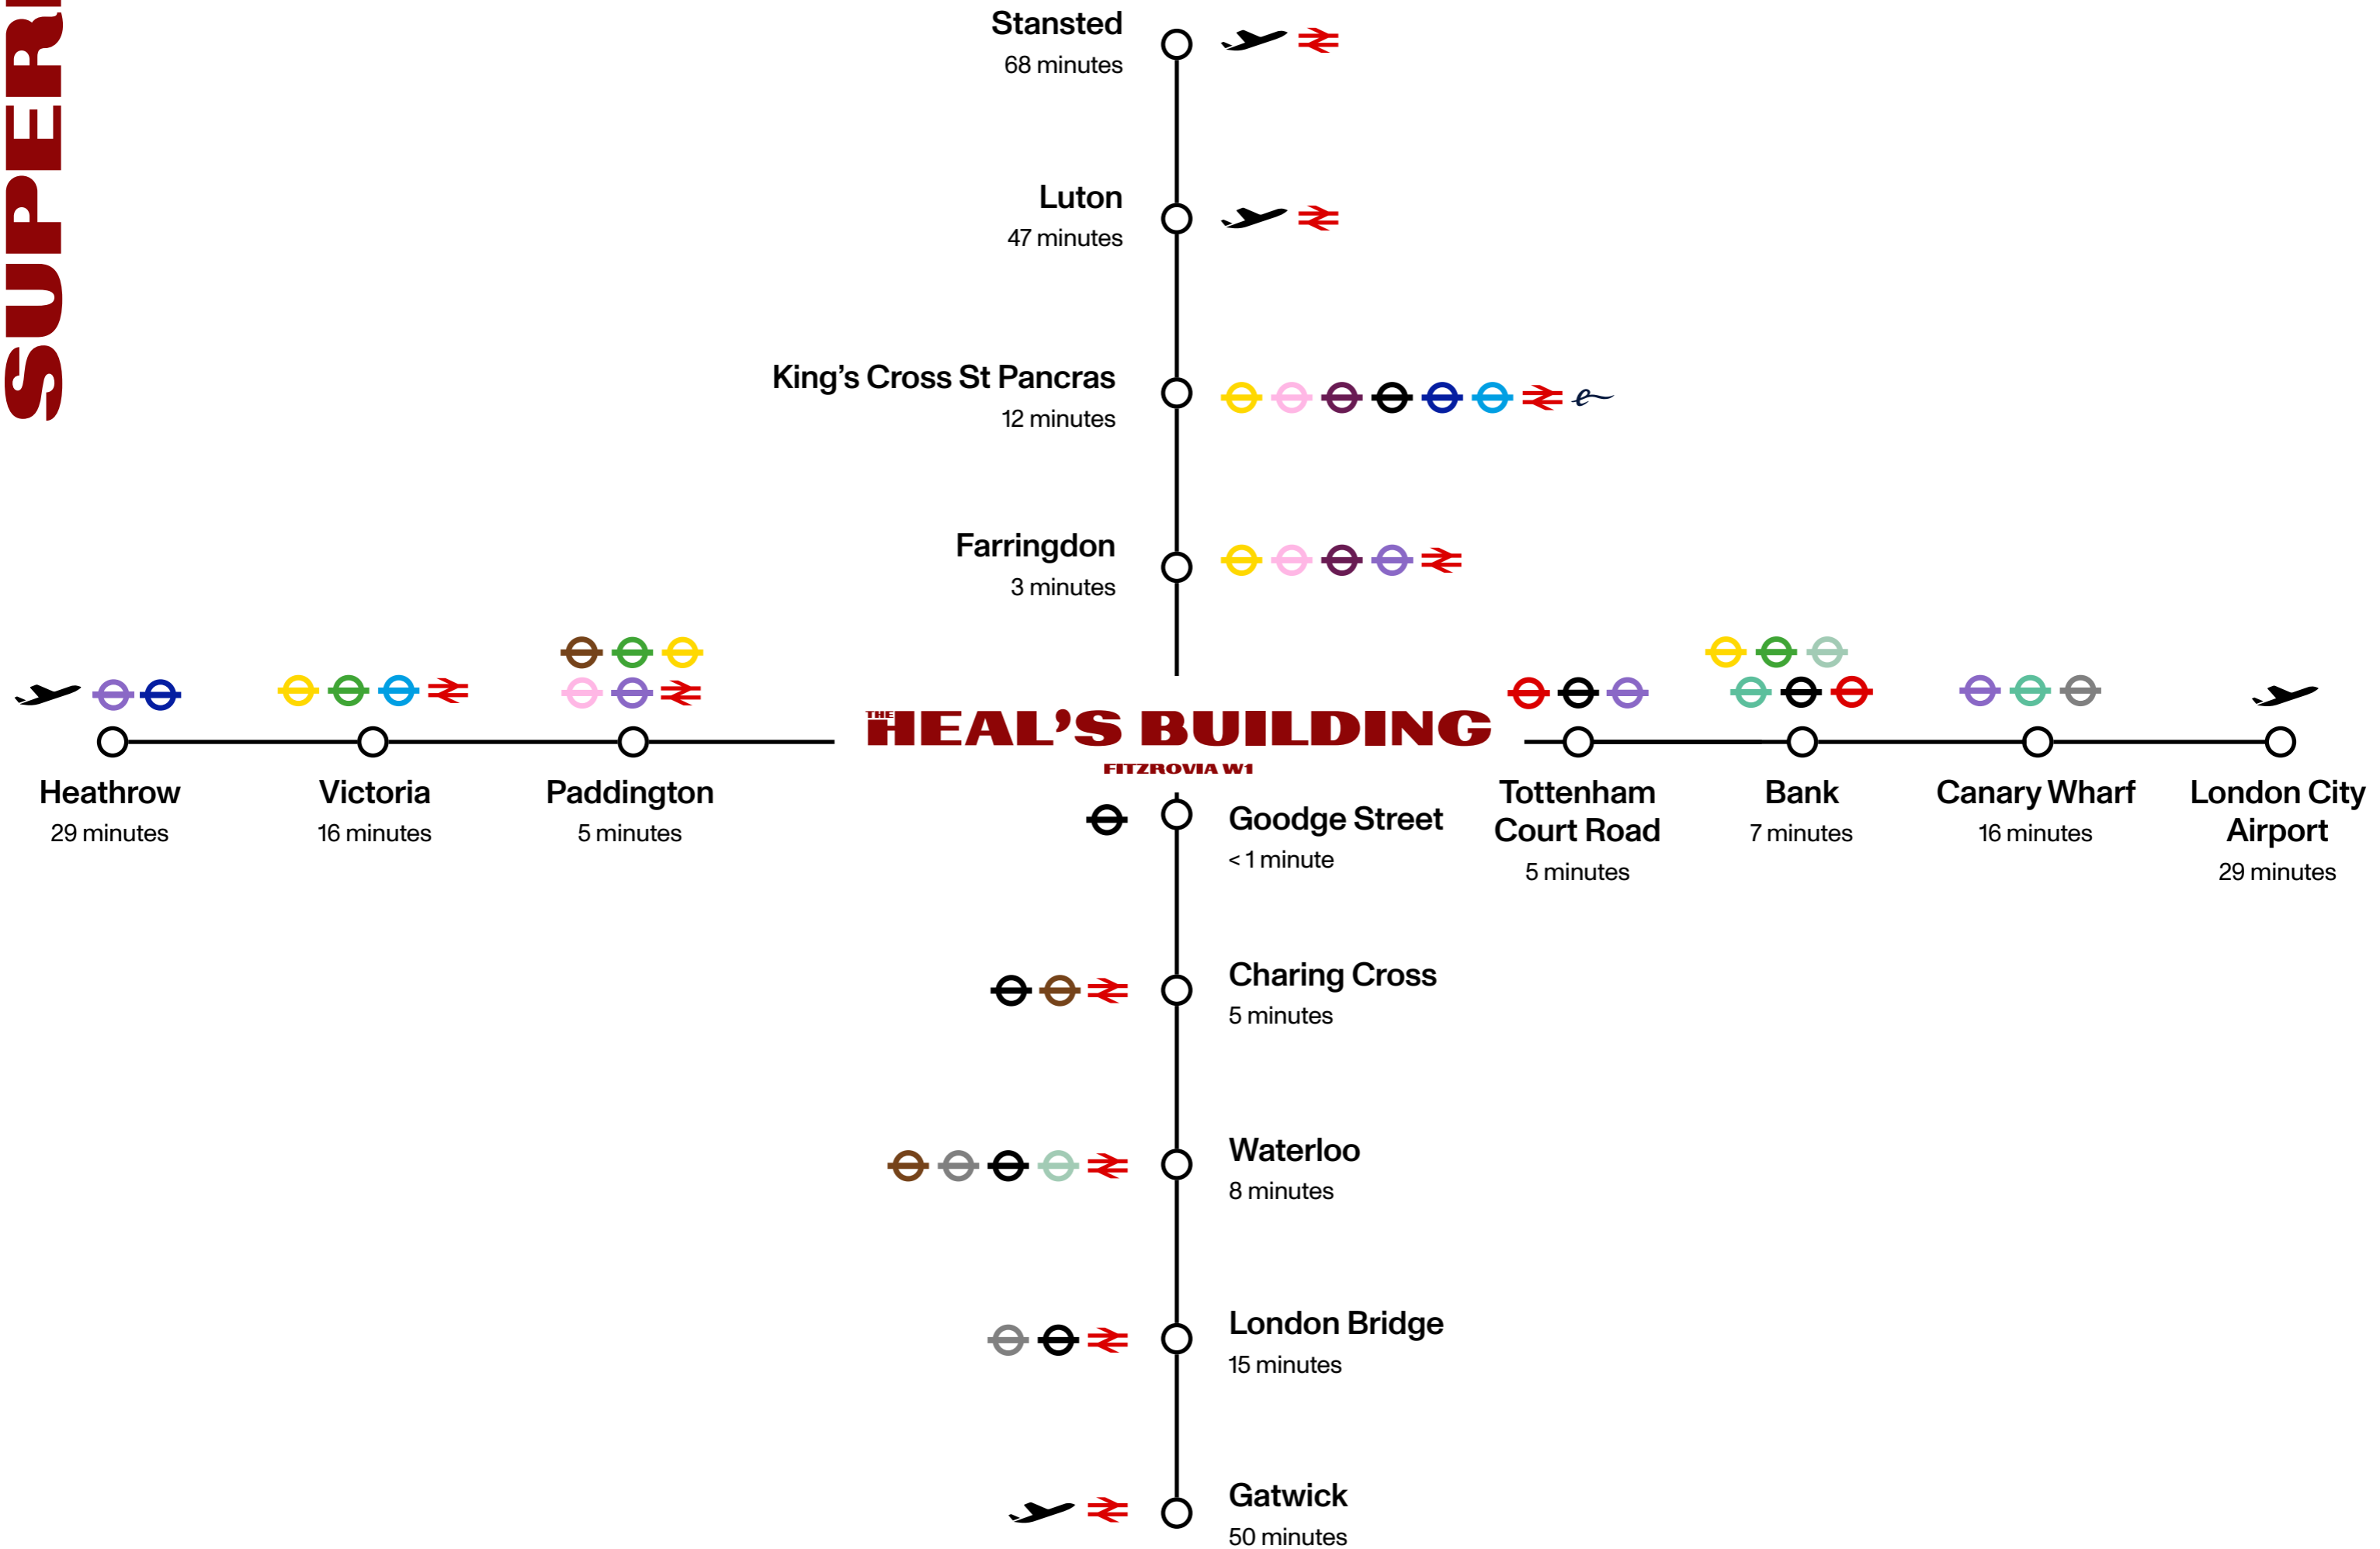 SUPER
Stansted
68 minutes
Luton
47 minutes
King’s Cross St Pancras
12 minutes
Farringdon
3 minutes
THE HEAL’S BUILDING
FITZROVIA W1
Heathrow
29 minutes
Victoria
16 minutes
Paddington
5 minutes
Tottenham
Court Road
5 minutes
Bank
7 minutes
Canary Wharf
16 minutes
London City
Airport
29 minutes
Goodge Street
< 1 minute
Charing Cross
5 minutes
Waterloo
8 minutes
London Bridge
15 minutes
Gatwick
50 minutes